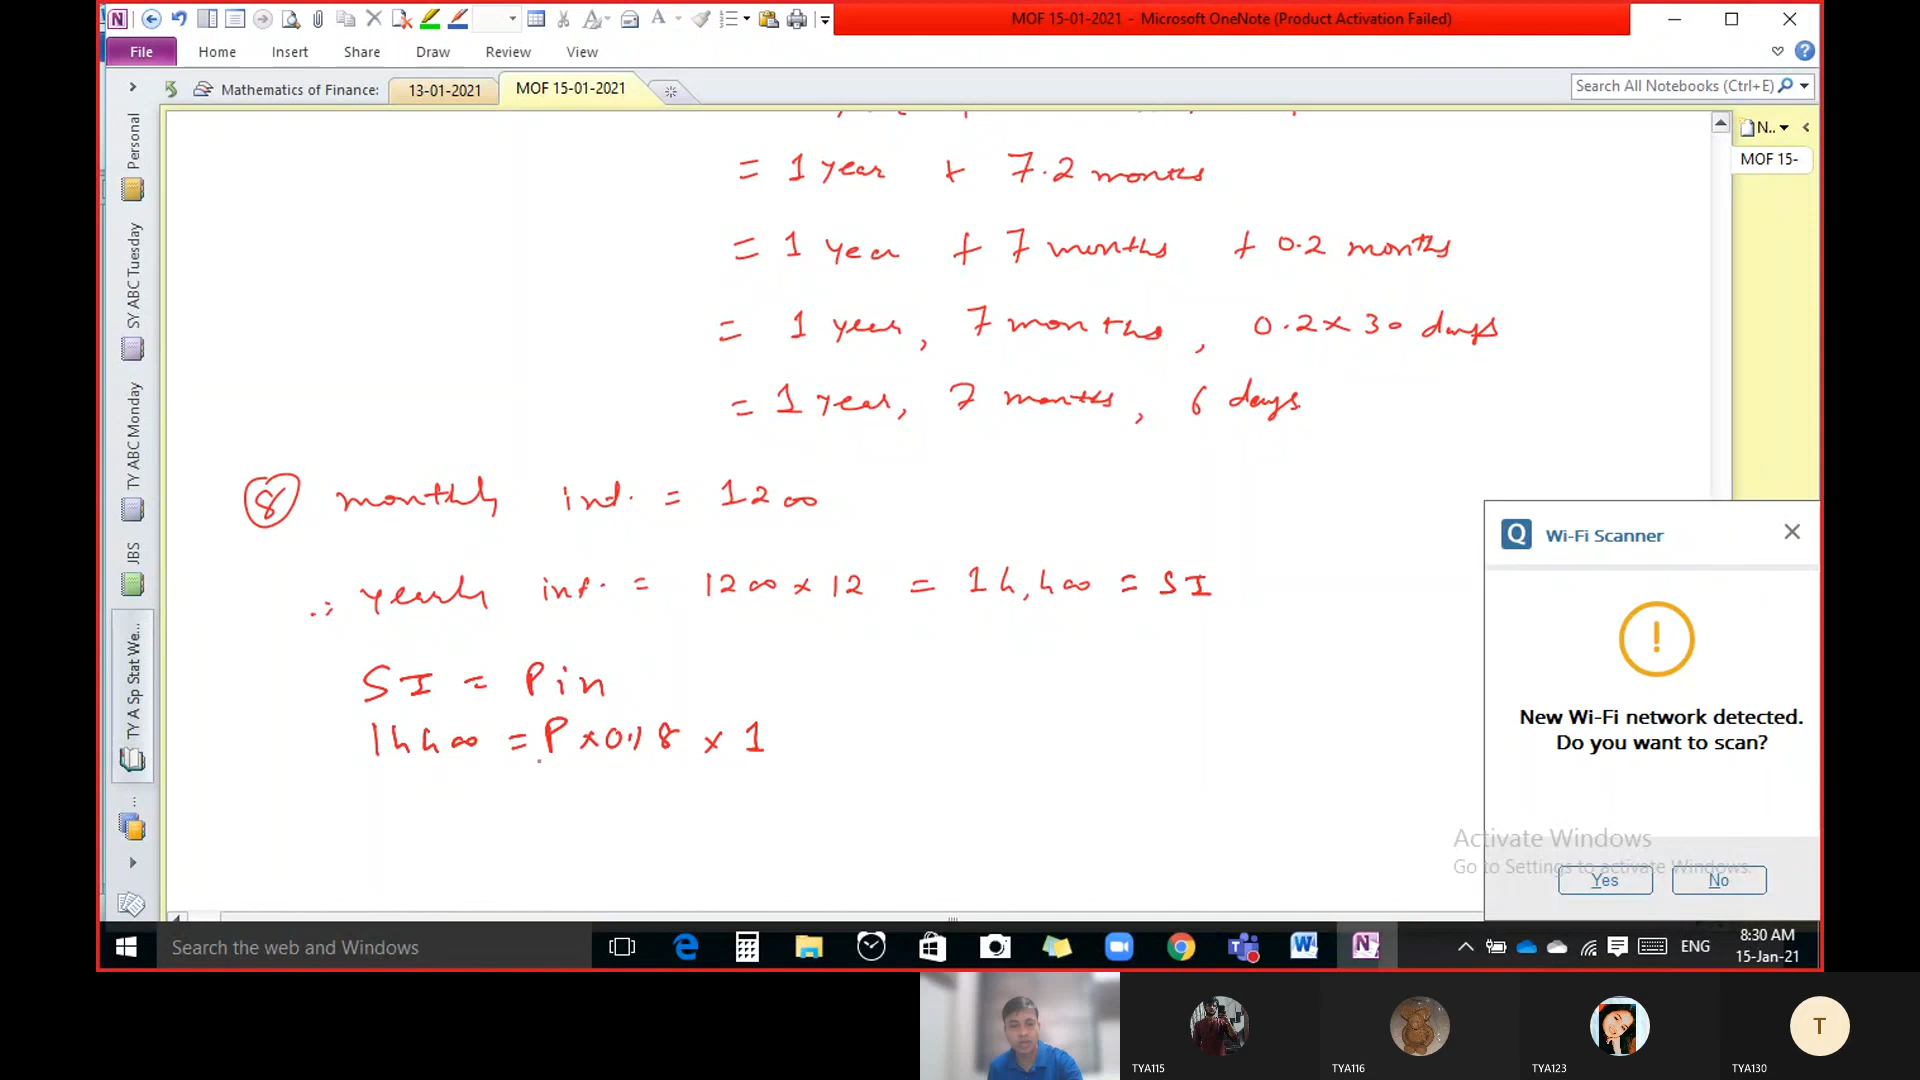 MOF 15-01-2021 - Microsoft OneNote (Product Activation Failed)
File Home Insert Share Draw Review View
Mathematics of Finance: 13-01-2021 MOF 15-01-2021
Search All Notebooks (Ctrl+E)
N..
MOF 15-
Personal
SY ABC Tuesday
TY ABC Monday
JBS
TY A Sp Stat We...
= 1 year + 7.2 months
= 1 year + 7 months + 0.2 months
= 1 year, 7 months, 0.2 × 30 days
= 1 year, 7 months, 6 days
8 monthly int. = 1200
∴ yearly int. = 1200 × 12 = 14,400 = SI
SI = Pin
14400 = P × 0.18 × 1
Q Wi-Fi Scanner
!
New Wi-Fi network detected.
Do you want to scan?
Activate Windows
Go to Settings to activate Windows.
Yes No
Search the web and Windows
ENG
8:30 AM
15-Jan-21
T
TYA115 TYA116 TYA123 TYA130